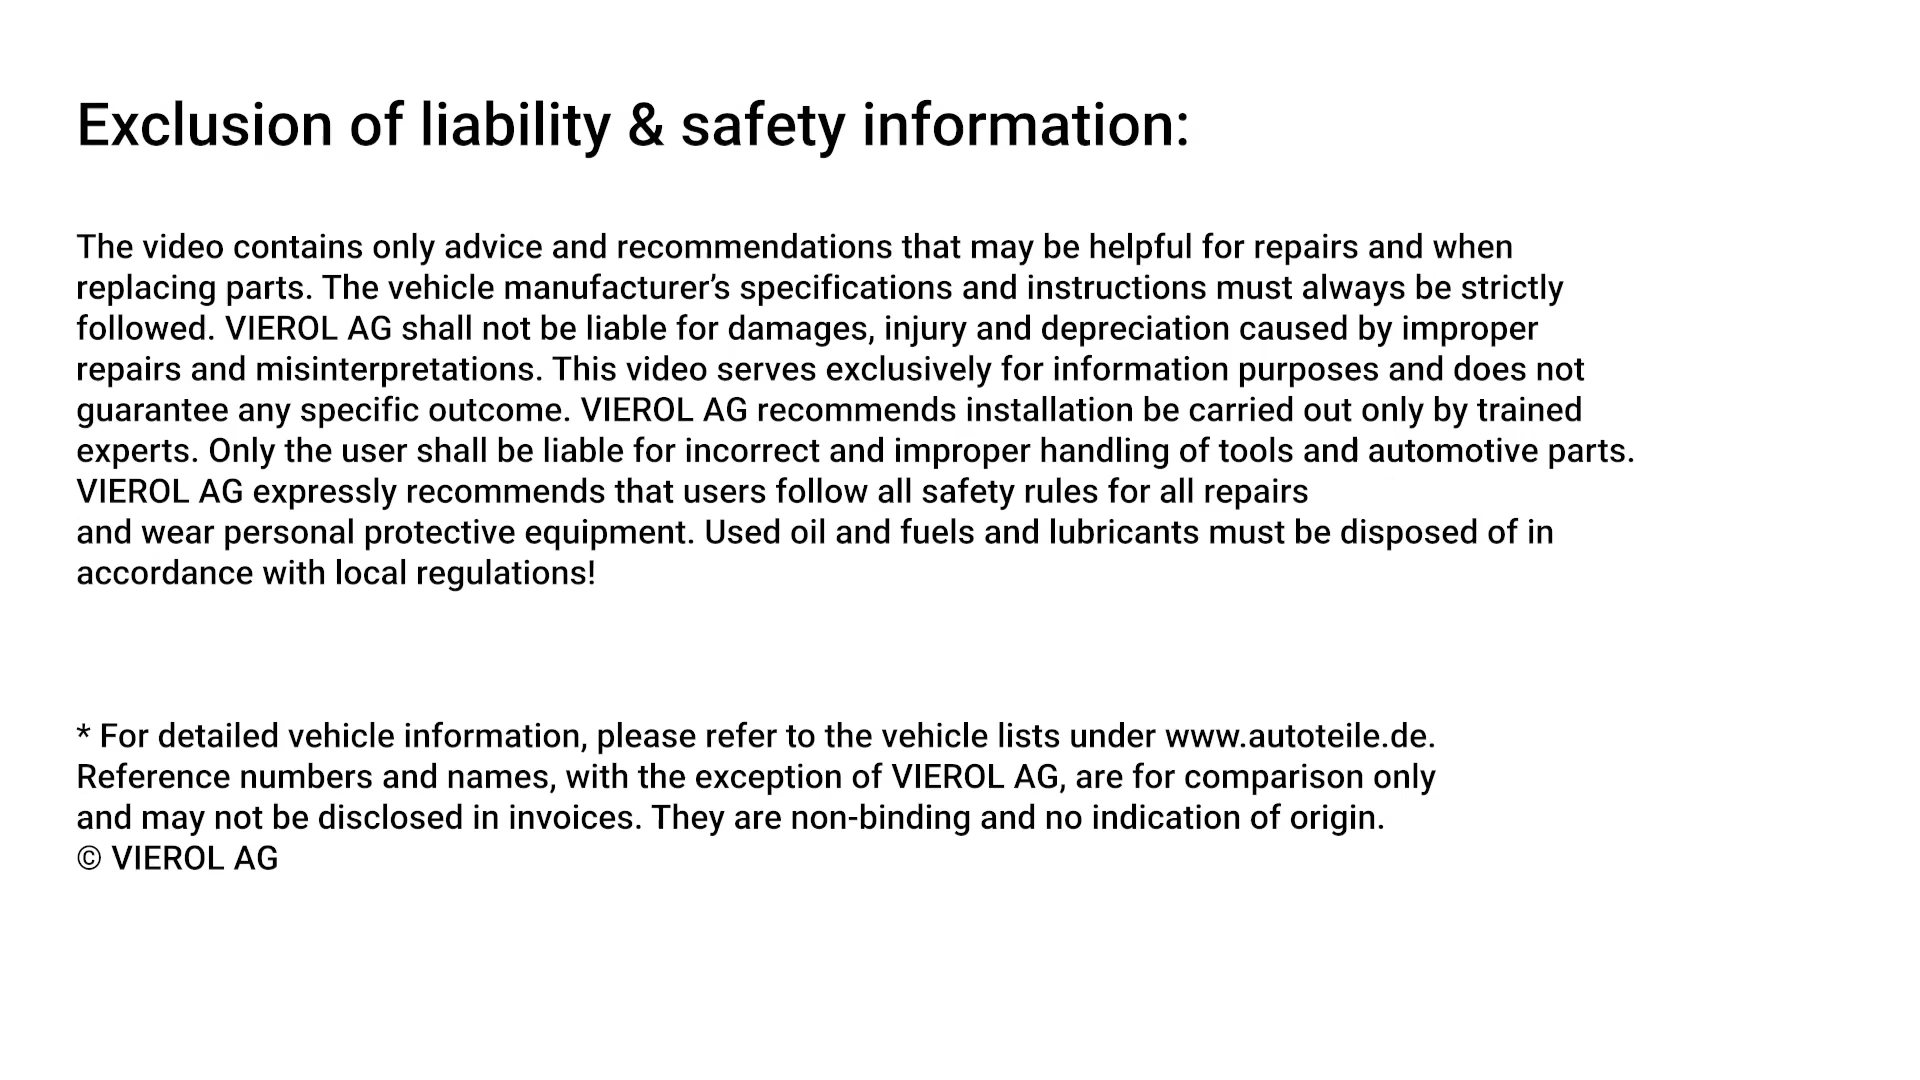 Exclusion of liability & safety information:
The video contains only advice and recommendations that may be helpful for repairs and when
replacing parts. The vehicle manufacturer’s specifications and instructions must always be strictly
followed. VIEROL AG shall not be liable for damages, injury and depreciation caused by improper
repairs and misinterpretations. This video serves exclusively for information purposes and does not
guarantee any specific outcome. VIEROL AG recommends installation be carried out only by trained
experts. Only the user shall be liable for incorrect and improper handling of tools and automotive parts.
VIEROL AG expressly recommends that users follow all safety rules for all repairs
and wear personal protective equipment. Used oil and fuels and lubricants must be disposed of in
accordance with local regulations!
* For detailed vehicle information, please refer to the vehicle lists under www.autoteile.de.
Reference numbers and names, with the exception of VIEROL AG, are for comparison only
and may not be disclosed in invoices. They are non-binding and no indication of origin.
© VIEROL AG